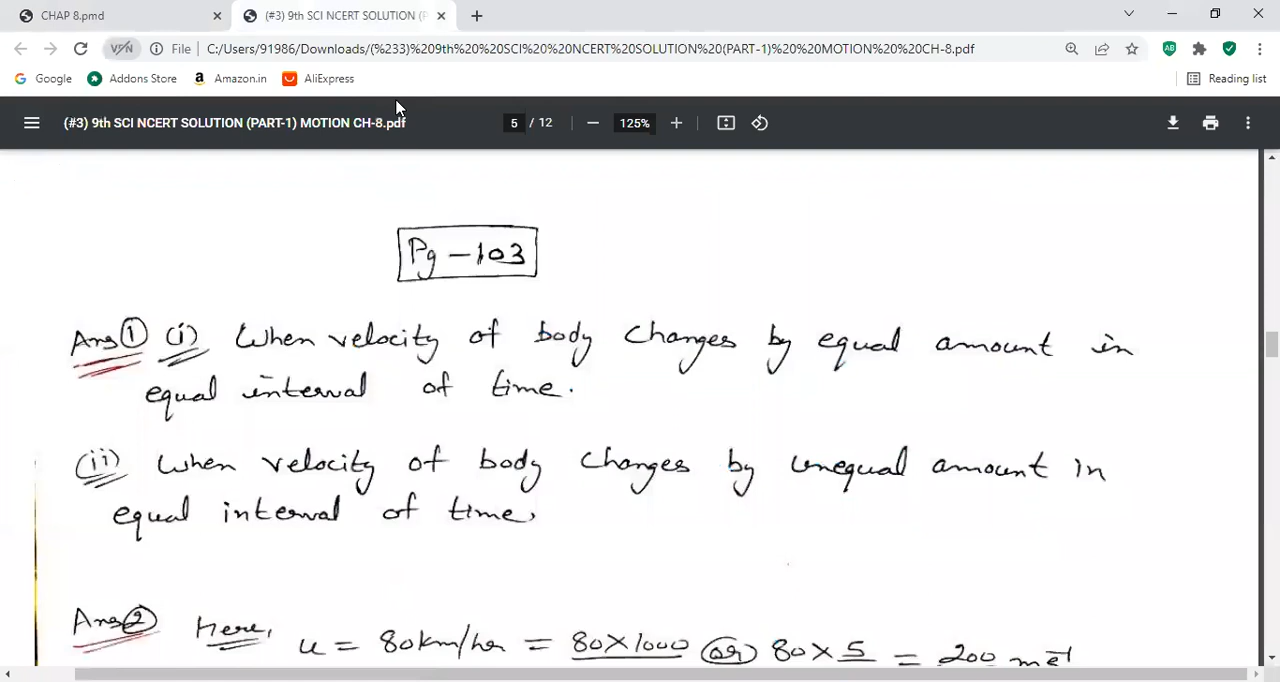 CHAP 8.pmd
(#3) 9th SCI NCERT SOLUTION (P
VPN File C:/Users/91986/Downloads/(%233)%209th%20%20SCI%20%20NCERT%20SOLUTION%20(PART-1)%20%20MOTION%20%20CH-8.pdf AB
Google Addons Store Amazon.in AliExpress Reading list
(#3) 9th SCI NCERT SOLUTION (PART-1) MOTION CH-8.pdf 5 / 12 125%
Pg - 103
Ans ① (i) When velocity of body changes by equal amount in
equal interval of time.
(ii) When velocity of body changes by unequal amount in
equal interval of time.
Ans ② Here, u = 80km/hr = 80×1000 (or) 80 × 5 = 200